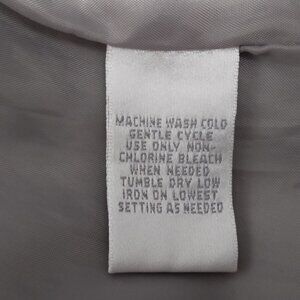 MACHINE WASH COLD
GENTLE CYCLE
USE ONLY NON-
CHLORINE BLEACH
WHEN NEEDED
TUMBLE DRY LOW
IRON ON LOWEST
SETTING AS NEEDED